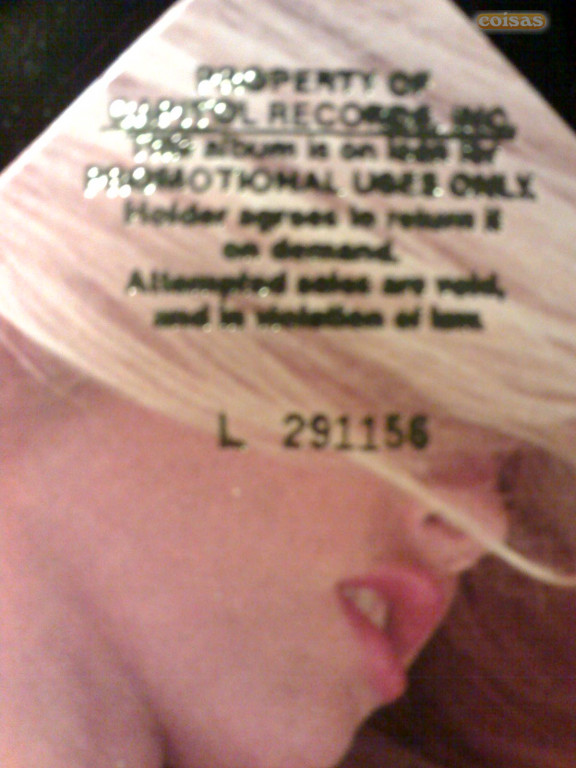 coisas
PROPERTY OF
CAPITOL RECORDS, INC.
This album is on loan for
PROMOTIONAL USES ONLY.
Holder agrees to return it
on demand.
Attempted sales are void,
and in violation of law.
L 291156